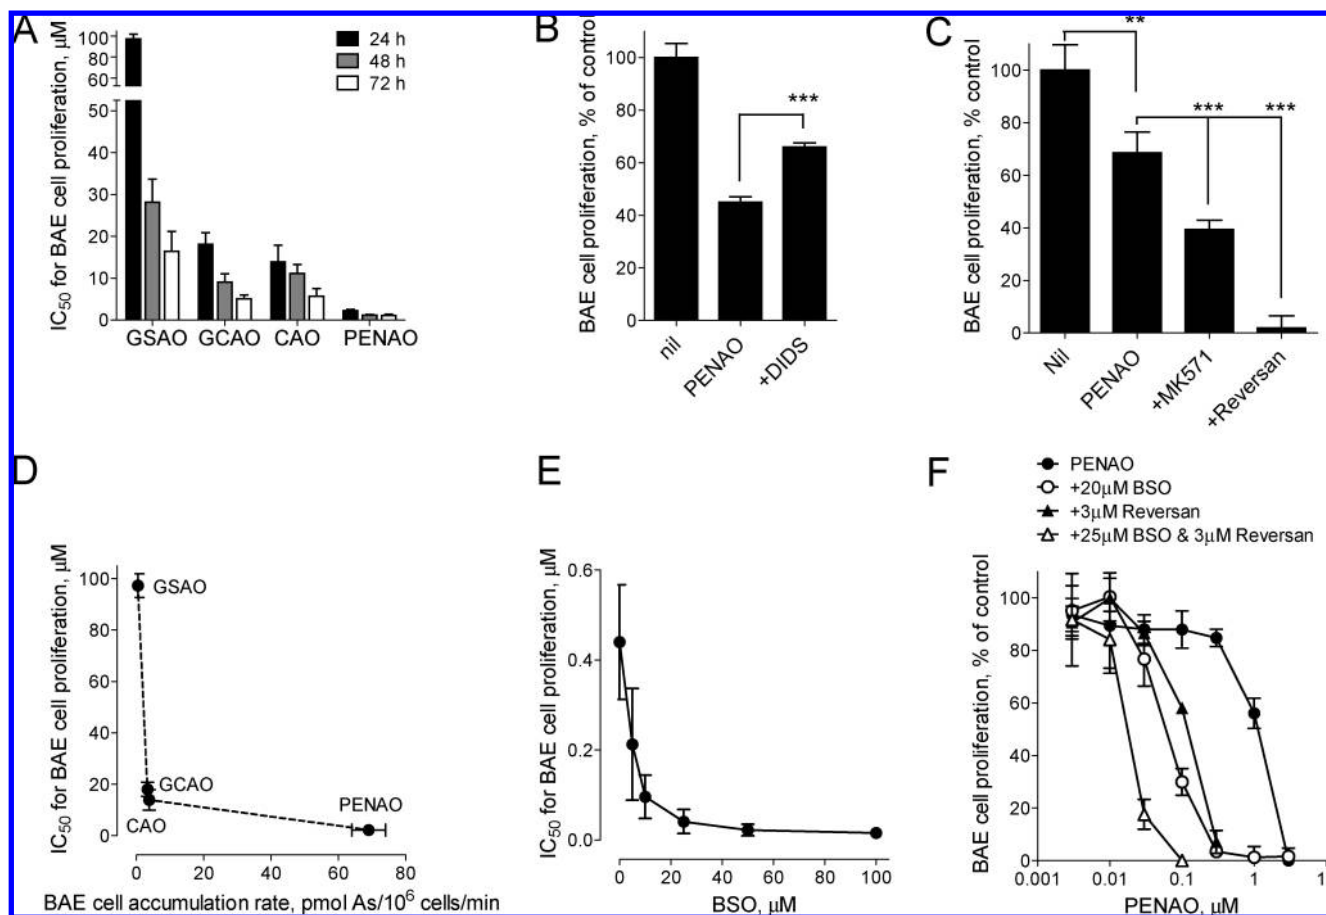 A
IC50 for BAE cell proliferation, μM
100
80
60
50
40
30
20
10
0
24 h
48 h
72 h
GSAO
GCAO
CAO
PENAO
B
BAE cell proliferation, % of control
100
80
60
40
20
0
***
nil
PENAO
+DIDS
C
BAE cell proliferation, % control
100
80
60
40
20
0
**
***
***
Nil
PENAO
+MK571
+Reversan
D
IC50 for BAE cell proliferation, μM
100
80
60
40
20
0
GSAO
GCAO
CAO
PENAO
0 20 40 60 80
BAE cell accumulation rate, pmol As/10⁶ cells/min
E
IC50 for BAE cell proliferation, μM
0.6
0.4
0.2
0.0
0 20 40 60 80 100
BSO, μM
F
PENAO
+20μM BSO
+3μM Reversan
+25μM BSO & 3μM Reversan
BAE cell proliferation, % of control
100
80
60
40
20
0
0.001 0.01 0.1 1
PENAO, μM